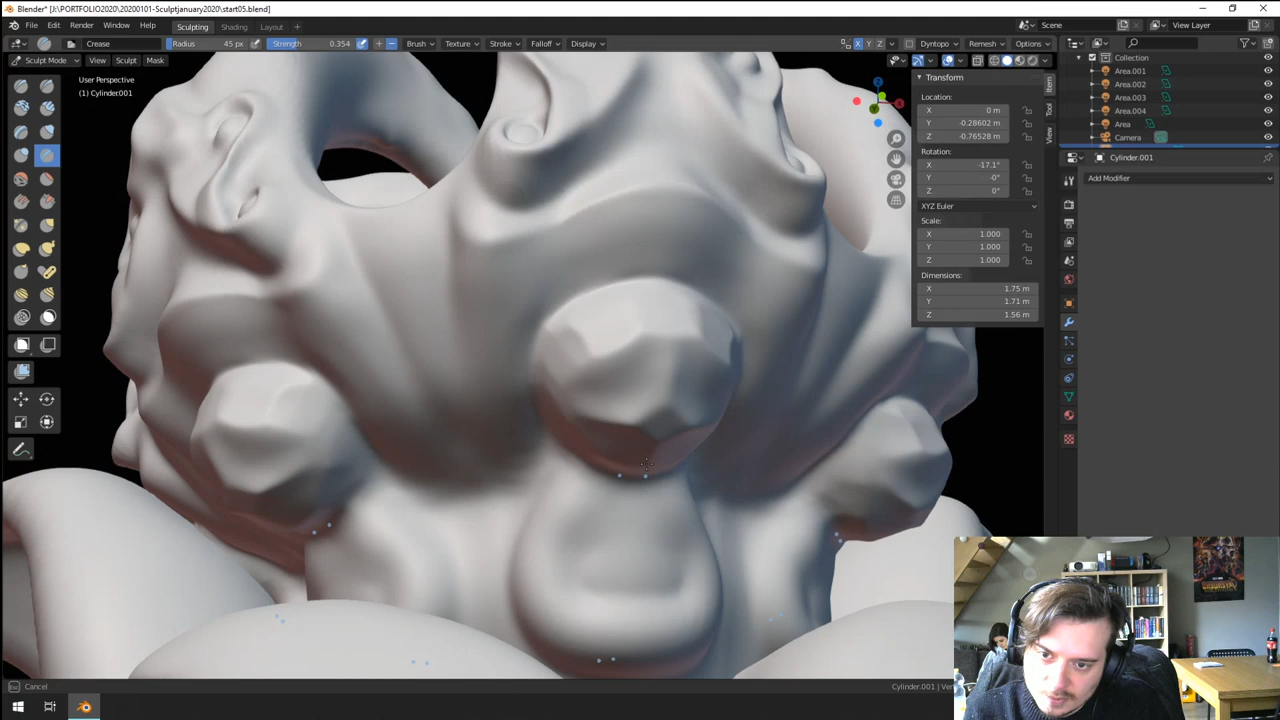 Blender* [J:\PORTFOLIO2020\20200101-Sculptjanuary2020\start05.blend]
File Edit Render Window Help Sculpting Shading Layout Scene View Layer
Crease Radius 45 px Strength 0.354 Brush Texture Stroke Falloff Display X Y Z Dyntopo Remesh Options
Sculpt Mode View Sculpt Mask
User Perspective
(1) Cylinder.001
Transform
Location:
X 0 m
Y -0.28602 m
Z -0.76528 m
Rotation:
X -17.1°
Y -0°
Z 0°
XYZ Euler
Scale:
X 1.000
Y 1.000
Z 1.000
Dimensions:
X 1.75 m
Y 1.71 m
Z 1.56 m
Item
Tool
View
Collection
Area.001
Area.002
Area.003
Area.004
Area
Camera
Cylinder.001
Add Modifier
Cancel
Cylinder.001 | Ver